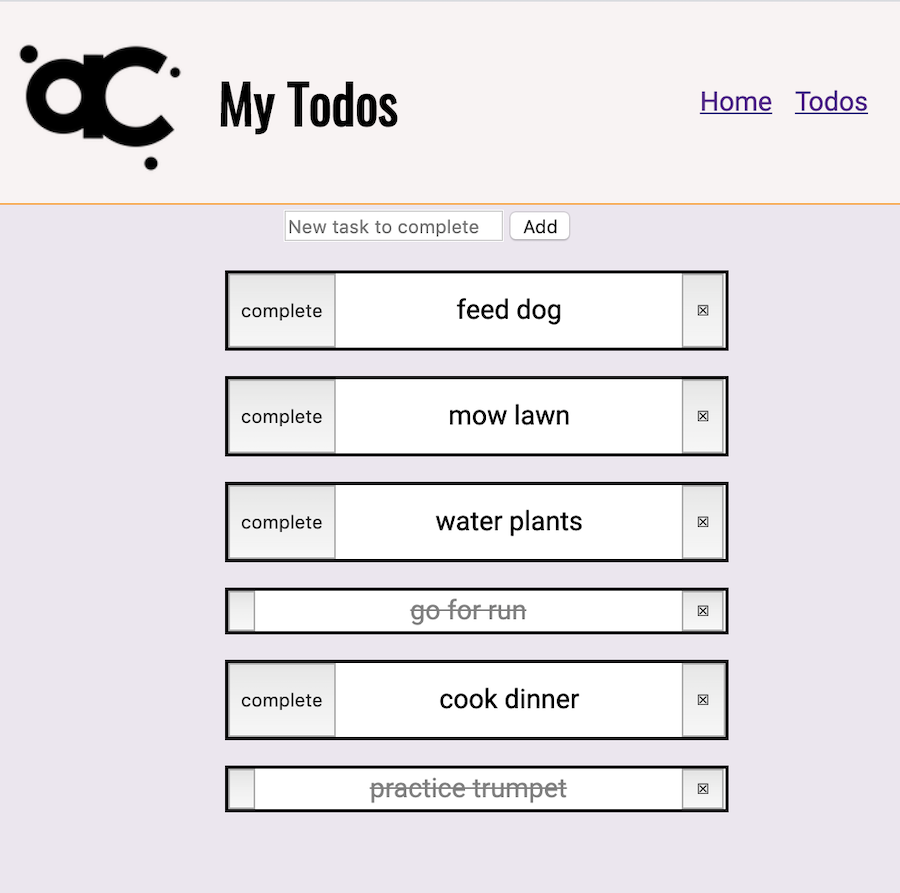 ac
My Todos
Home Todos
New task to complete Add
complete feed dog ☒
complete mow lawn ☒
complete water plants ☒
go for run ☒
complete cook dinner ☒
practice trumpet ☒